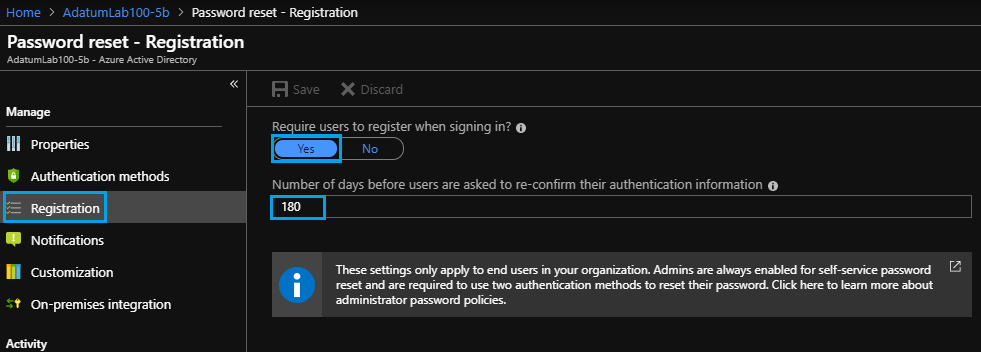 Home > AdatumLab100-5b > Password reset - Registration
Password reset - Registration
AdatumLab100-5b - Azure Active Directory
«
Manage
Properties
Authentication methods
Registration
Notifications
Customization
On-premises integration
Activity
Save Discard
Require users to register when signing in?
Yes No
Number of days before users are asked to re-confirm their authentication information
180
These settings only apply to end users in your organization. Admins are always enabled for self-service password
reset and are required to use two authentication methods to reset their password. Click here to learn more about
administrator password policies.